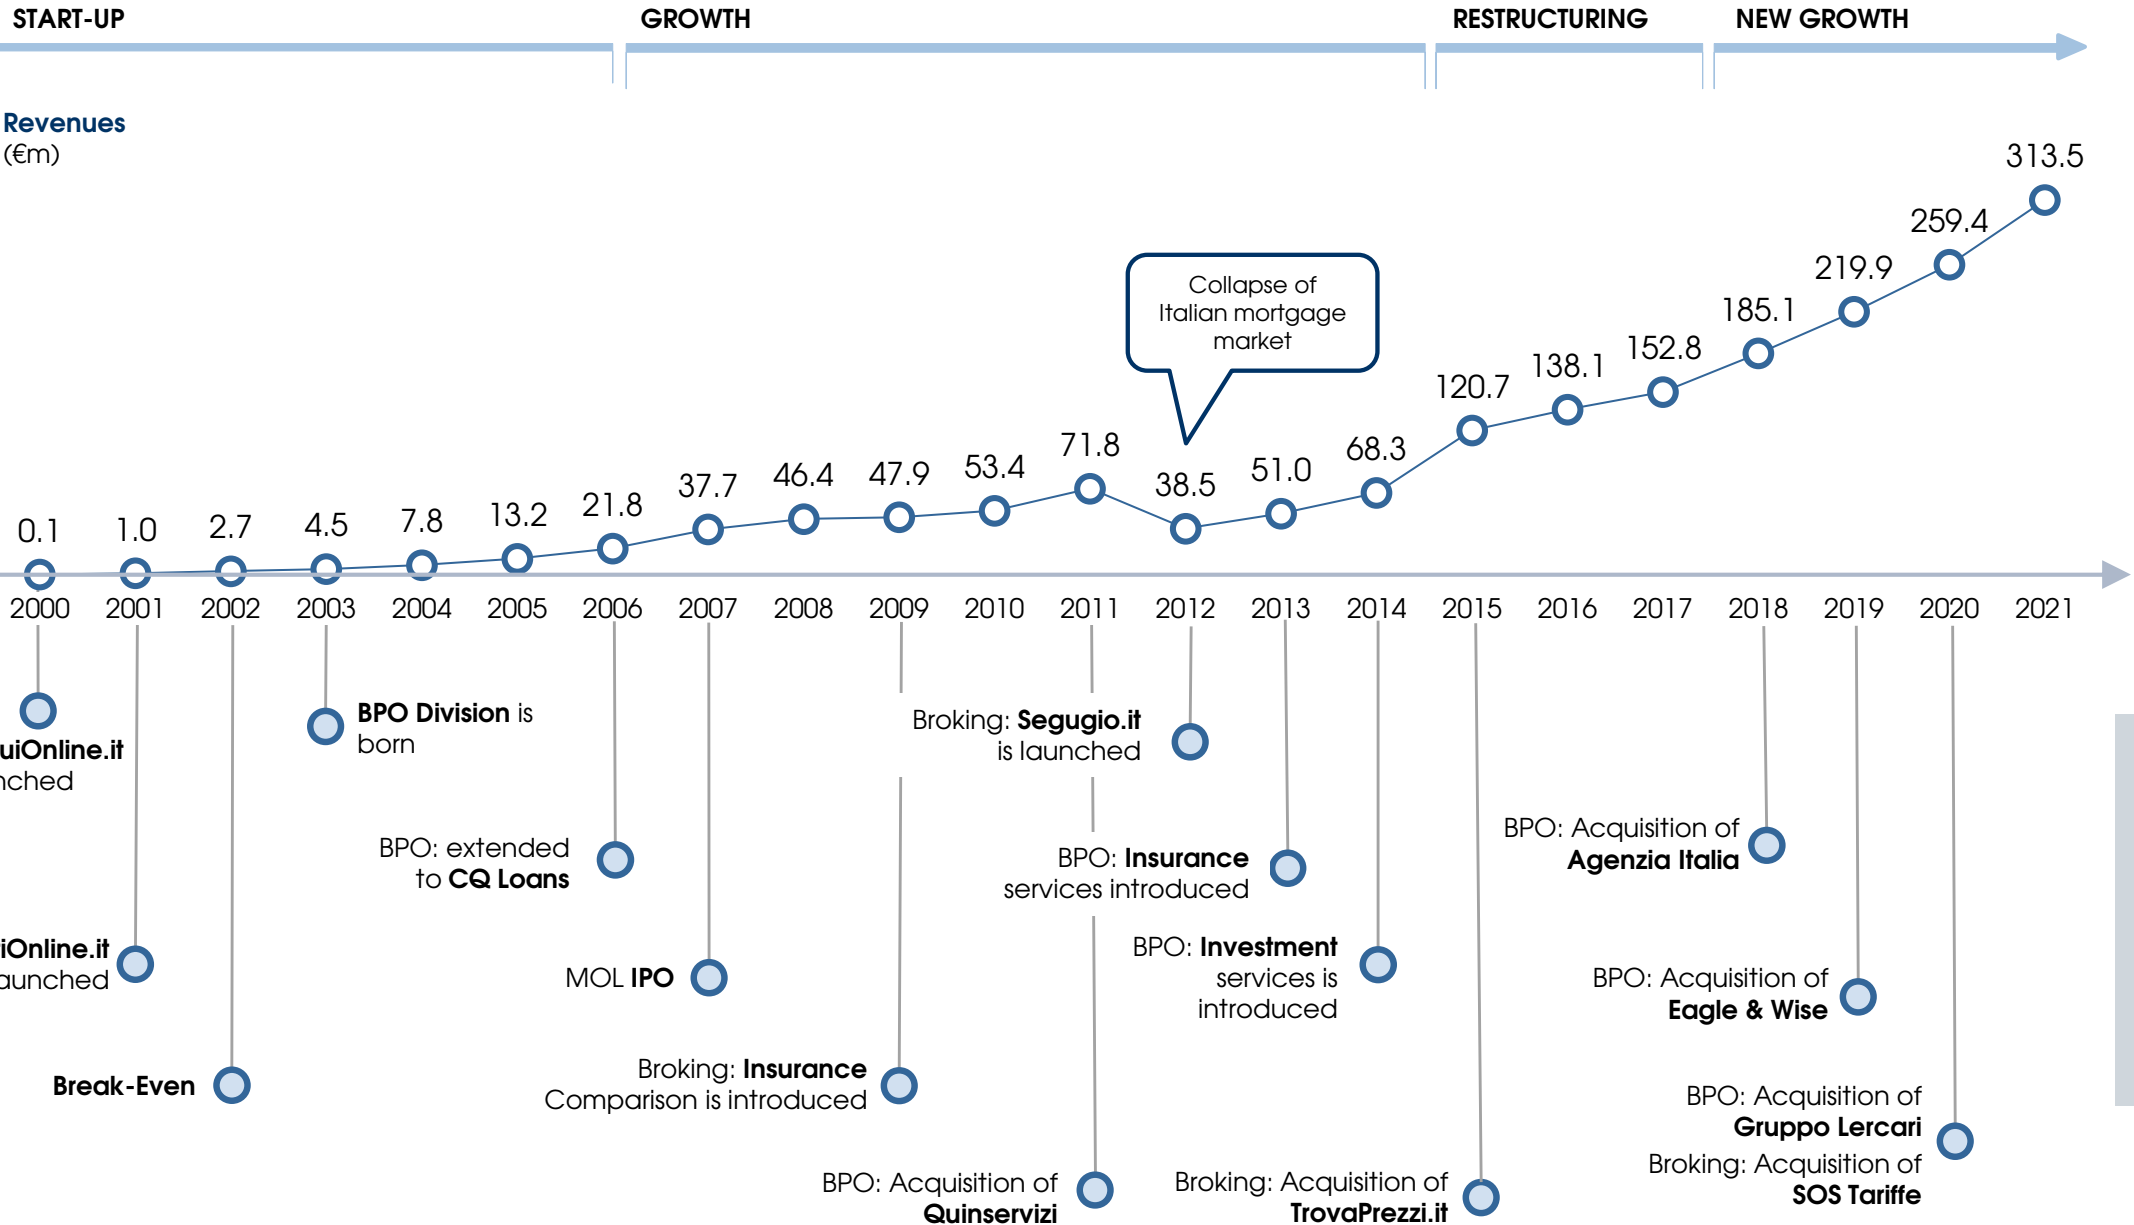 START-UP
GROWTH
RESTRUCTURING
NEW GROWTH
Revenues
(€m)
0.1
1.0
2.7
4.5
7.8
13.2
21.8
37.7
46.4
47.9
53.4
71.8
38.5
51.0
68.3
120.7
138.1
152.8
185.1
219.9
259.4
313.5
Collapse of
Italian mortgage
market
2000
2001
2002
2003
2004
2005
2006
2007
2008
2009
2010
2011
2012
2013
2014
2015
2016
2017
2018
2019
2020
2021
uiOnline.it
nched
iOnline.it
aunched
Break-Even
BPO Division is
born
BPO: extended
to CQ Loans
MOL IPO
Broking: Insurance
Comparison is introduced
BPO: Acquisition of
Quinservizi
Broking: Segugio.it
is launched
BPO: Insurance
services introduced
BPO: Investment
services is
introduced
Broking: Acquisition of
TrovaPrezzi.it
BPO: Acquisition of
Agenzia Italia
BPO: Acquisition of
Eagle & Wise
BPO: Acquisition of
Gruppo Lercari
Broking: Acquisition of
SOS Tariffe